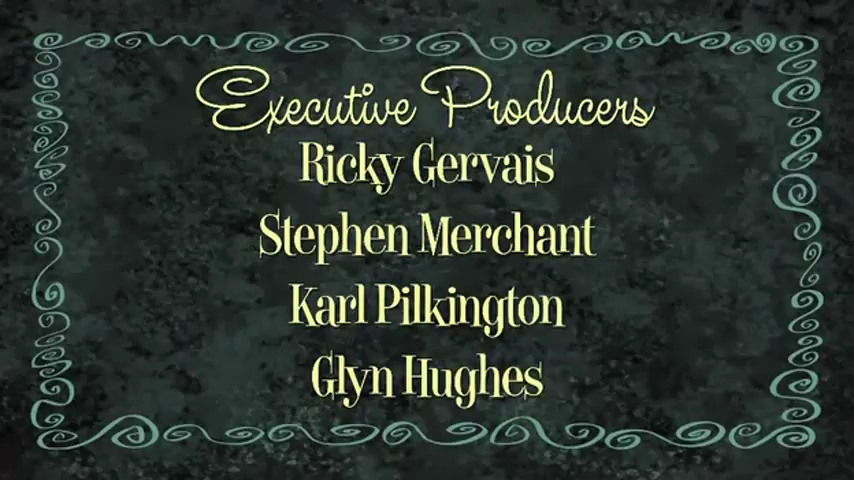 Executive Producers
Ricky Gervais
Stephen Merchant
Karl Pilkington
Glyn Hughes